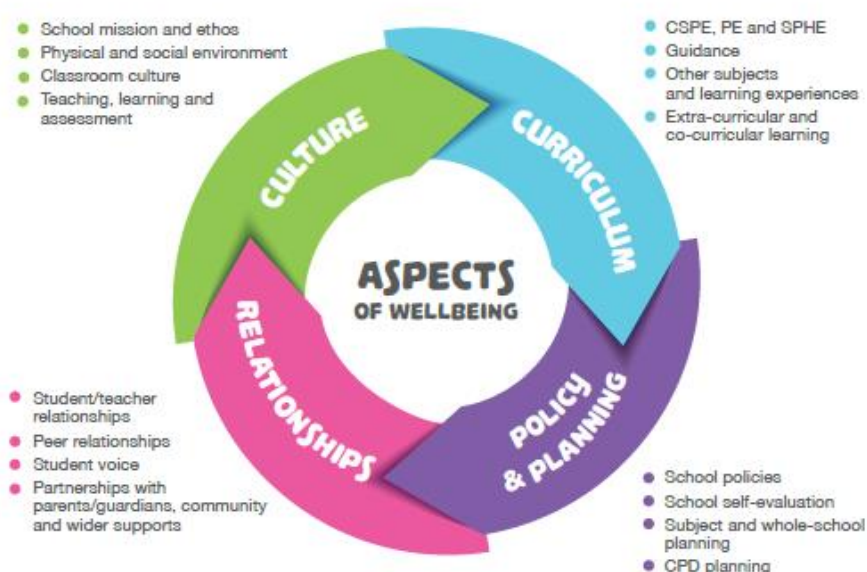 School mission and ethos
Physical and social environment
Classroom culture
Teaching, learning and
assessment
CSPE, PE and SPHE
Guidance
Other subjects
and learning experiences
Extra-curricular and
co-curricular learning
CULTURE
CURRICULUM
ASPECTS
OF WELLBEING
RELATIONSHIPS
POLICY
& PLANNING
Student/teacher
relationships
Peer relationships
Student voice
Partnerships with
parents/guardians, community
and wider supports
School policies
School self-evaluation
Subject and whole-school
planning
CPD planning